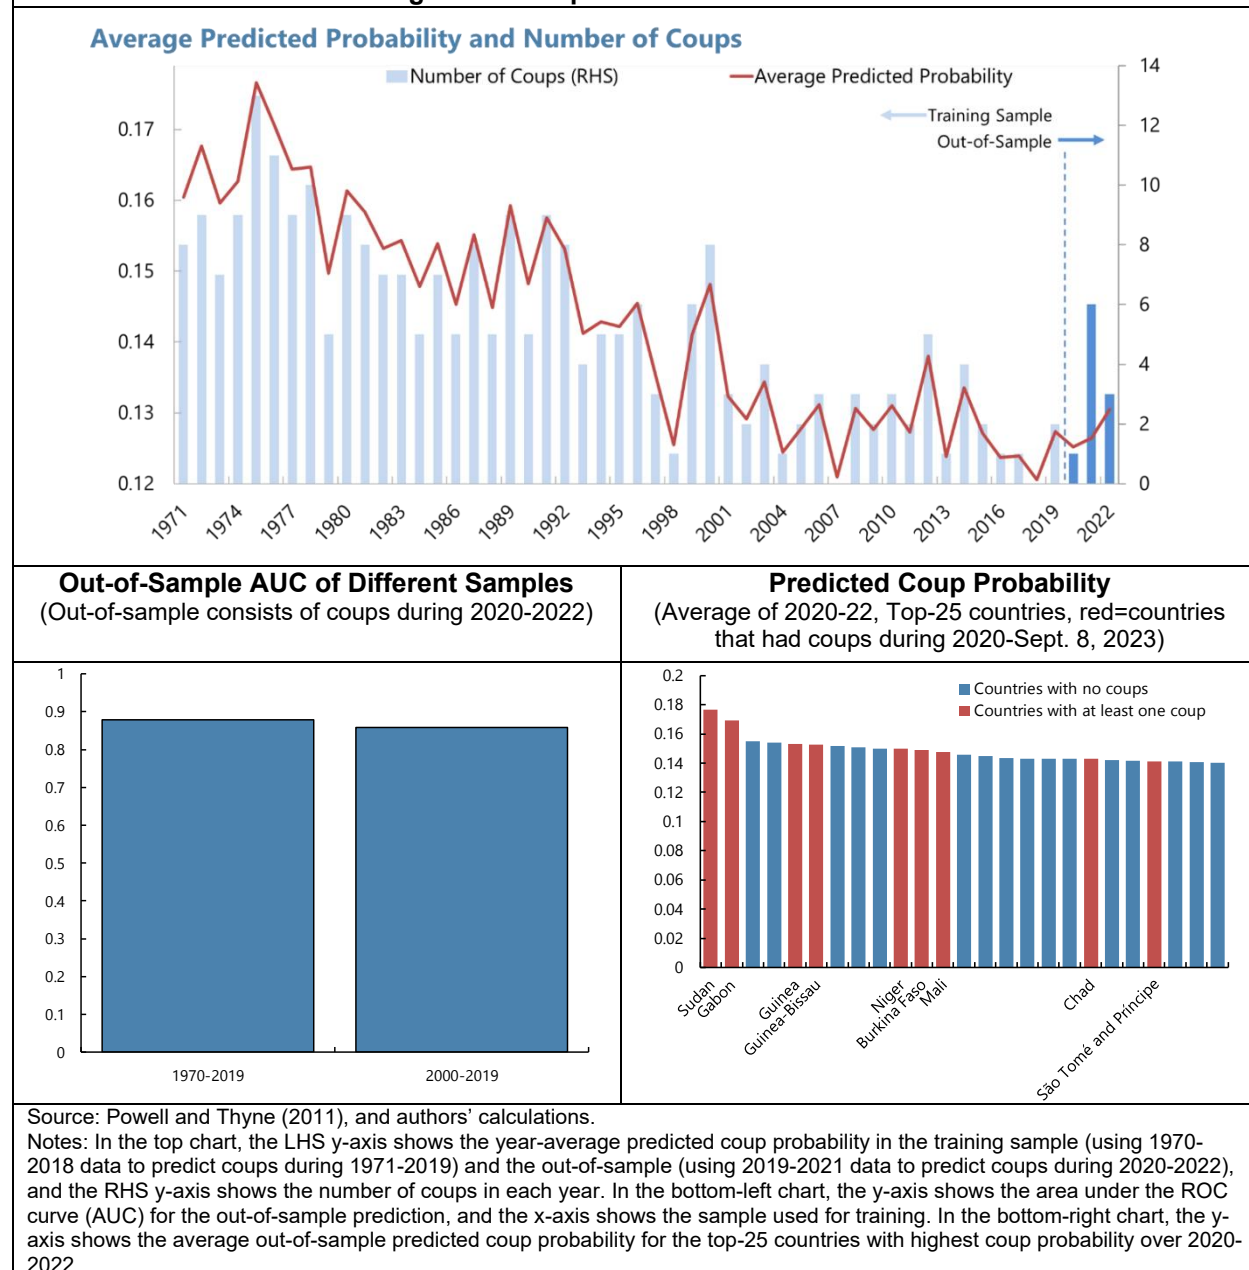 Average Predicted Probability and Number of Coups
Number of Coups (RHS)
Average Predicted Probability
Training Sample
Out-of-Sample
0.17
0.16
0.15
0.14
0.13
0.12
14
12
10
8
6
4
2
0
1971
1974
1977
1980
1983
1986
1989
1992
1995
1998
2001
2004
2007
2010
2013
2016
2019
2022
Out-of-Sample AUC of Different Samples
(Out-of-sample consists of coups during 2020-2022)
1
0.9
0.8
0.7
0.6
0.5
0.4
0.3
0.2
0.1
0
1970-2019
2000-2019
Predicted Coup Probability
(Average of 2020-22, Top-25 countries, red=countries
that had coups during 2020-Sept. 8, 2023)
Countries with no coups
Countries with at least one coup
0.2
0.18
0.16
0.14
0.12
0.1
0.08
0.06
0.04
0.02
0
Sudan
Gabon
Guinea
Guinea-Bissau
Niger
Burkina Faso
Mali
Chad
São Tomé and Príncipe
Source: Powell and Thyne (2011), and authors’ calculations.
Notes: In the top chart, the LHS y-axis shows the year-average predicted coup probability in the training sample (using 1970-
2018 data to predict coups during 1971-2019) and the out-of-sample (using 2019-2021 data to predict coups during 2020-2022),
and the RHS y-axis shows the number of coups in each year. In the bottom-left chart, the y-axis shows the area under the ROC
curve (AUC) for the out-of-sample prediction, and the x-axis shows the sample used for training. In the bottom-right chart, the y-
axis shows the average out-of-sample predicted coup probability for the top-25 countries with highest coup probability over 2020-
2022